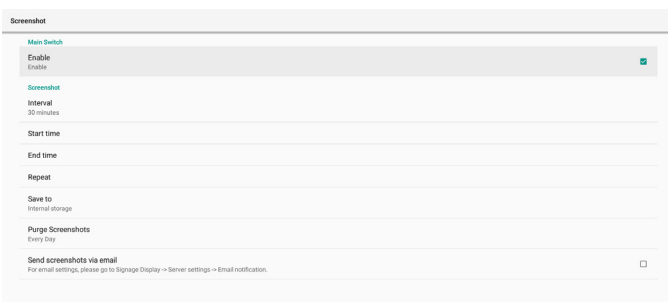 Screenshot
Main Switch
Enable
Enable
Screenshot
Interval
30 minutes
Start time
End time
Repeat
Save to
Internal storage
Purge Screenshots
Every Day
Send screenshots via email
For email settings, please go to Signage Display -> Server settings -> Email notification.